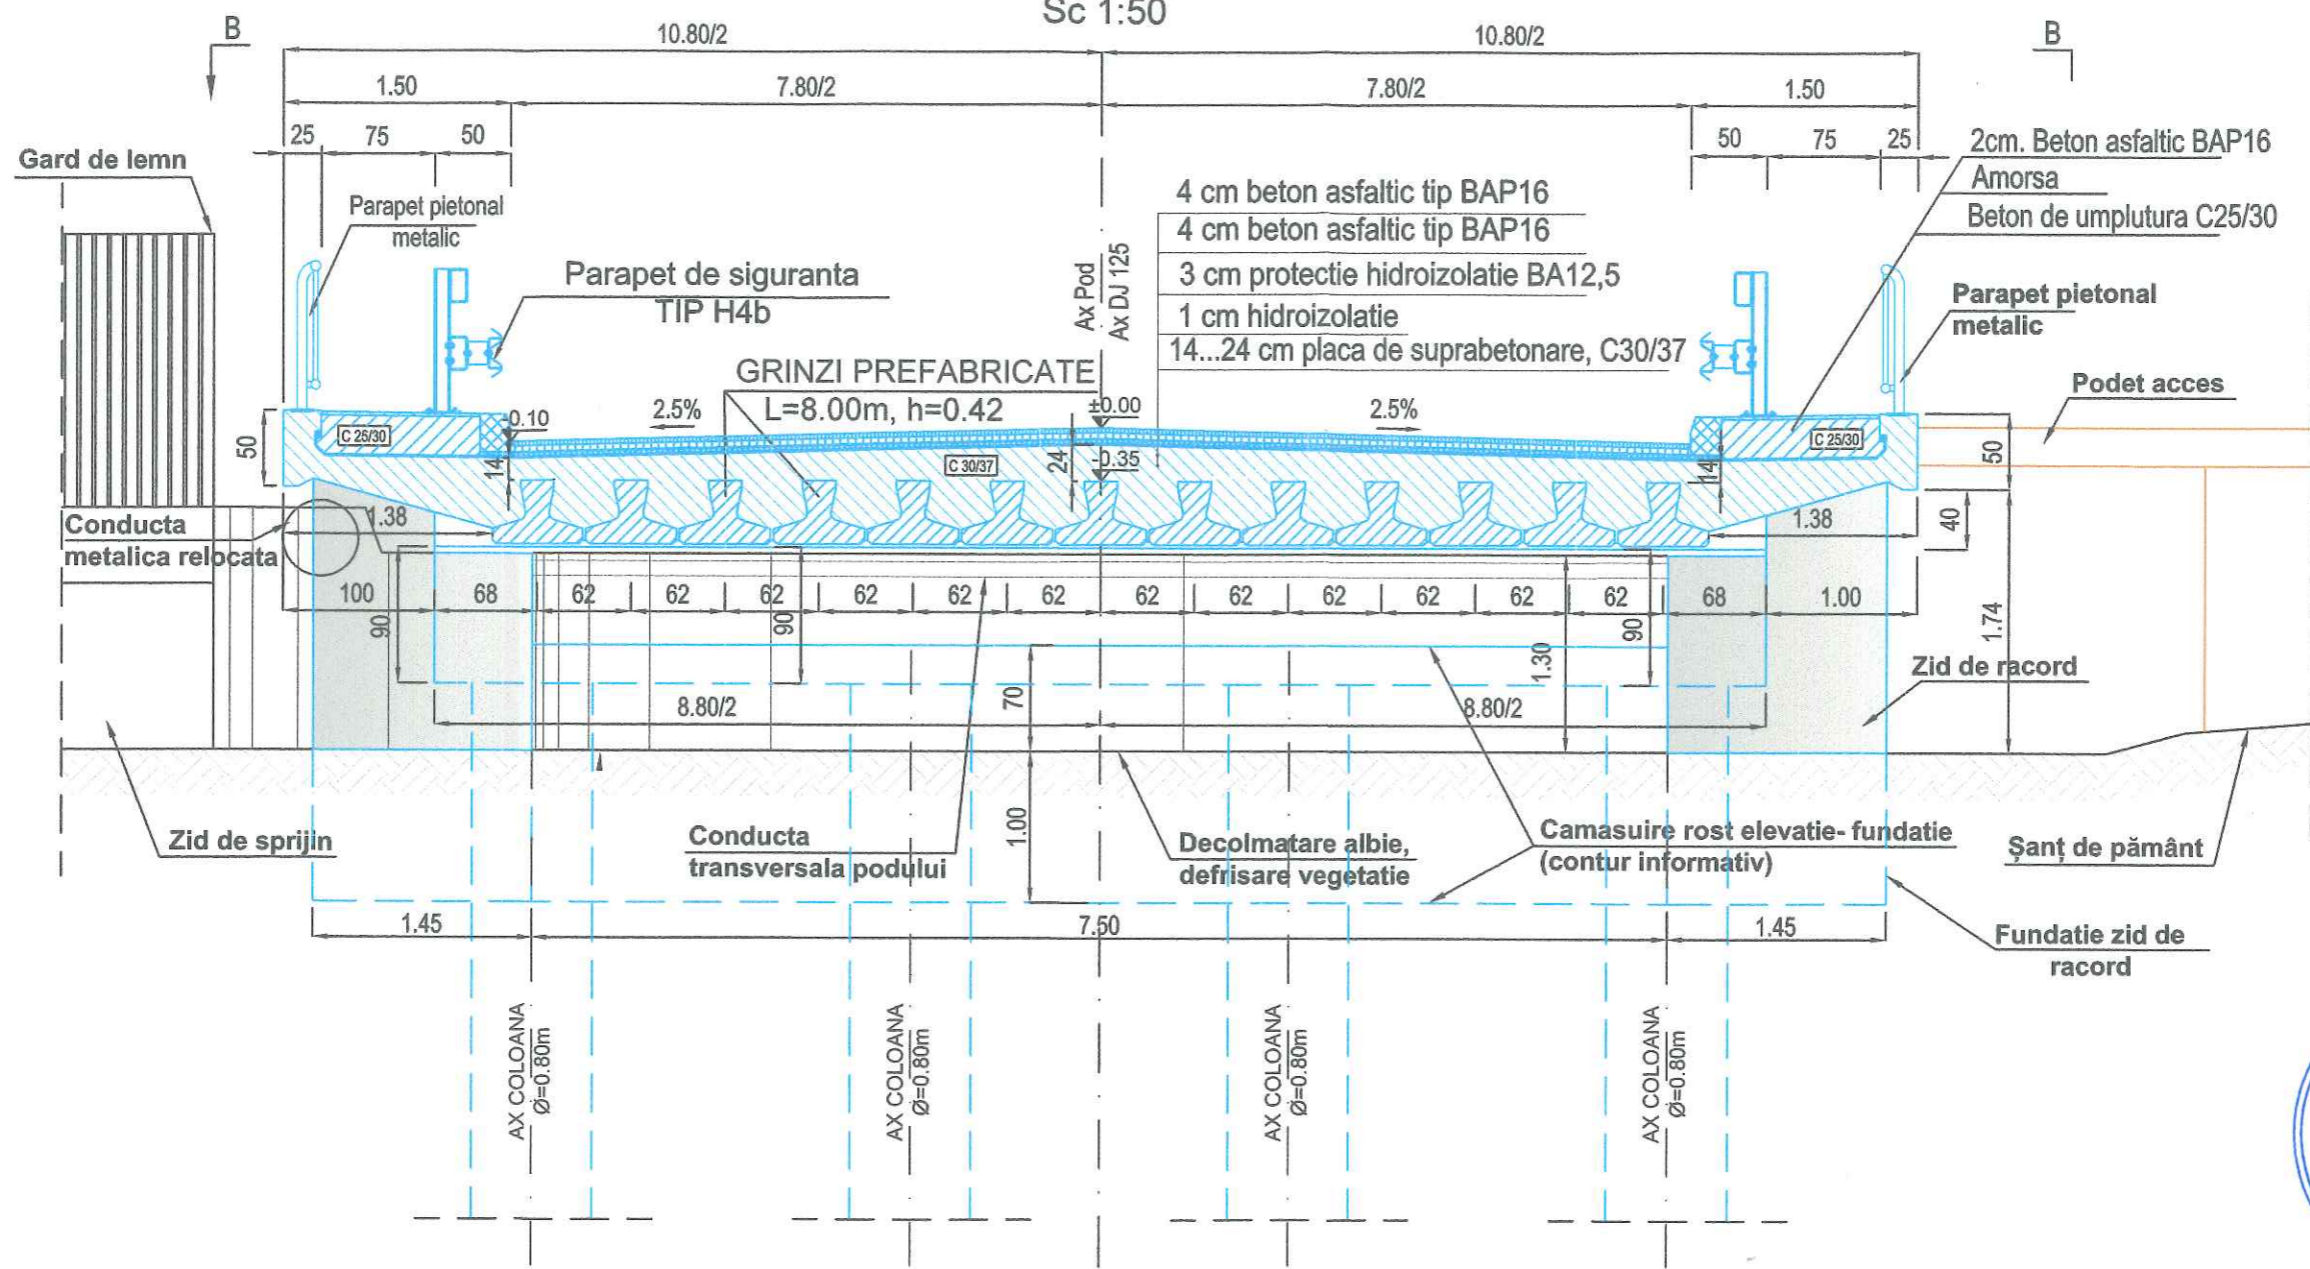 Sc 1:50
B
10.80/2
10.80/2
B
1.50
7.80/2
7.80/2
1.50
25
75
50
50
75
25
Gard de lemn
Parapet pietonal
metalic
Parapet de siguranta
TIP H4b
GRINZI PREFABRICATE
L=8.00m, h=0.42
Ax Pod
Ax DJ 125
4 cm beton asfaltic tip BAP16
4 cm beton asfaltic tip BAP16
3 cm protectie hidroizolatie BA12,5
1 cm hidroizolatie
14...24 cm placa de suprabetonare, C30/37
2cm. Beton asfaltic BAP16
Amorsa
Beton de umplutura C25/30
Parapet pietonal
metalic
Podet acces
50
C 25/30
-0.10
2.5%
±0.00
2.5%
C 25/30
50
14
C 30/37
24
-0.35
14
Conducta
metalica relocata
1.38
1.38
40
100
68
62
62
62
62
62
62
62
62
62
62
62
62
68
1.00
90
90
90
1.30
1.74
70
8.80/2
8.80/2
Zid de racord
1.00
Zid de sprijin
Conducta
transversala podului
Decolmatare albie,
defrisare vegetatie
Camasuire rost elevatie- fundatie
(contur informativ)
Șanț de pământ
1.45
7.50
1.45
Fundatie zid de
racord
AX COLOANA
Ø=0.80m
AX COLOANA
Ø=0.80m
AX COLOANA
Ø=0.80m
AX COLOANA
Ø=0.80m